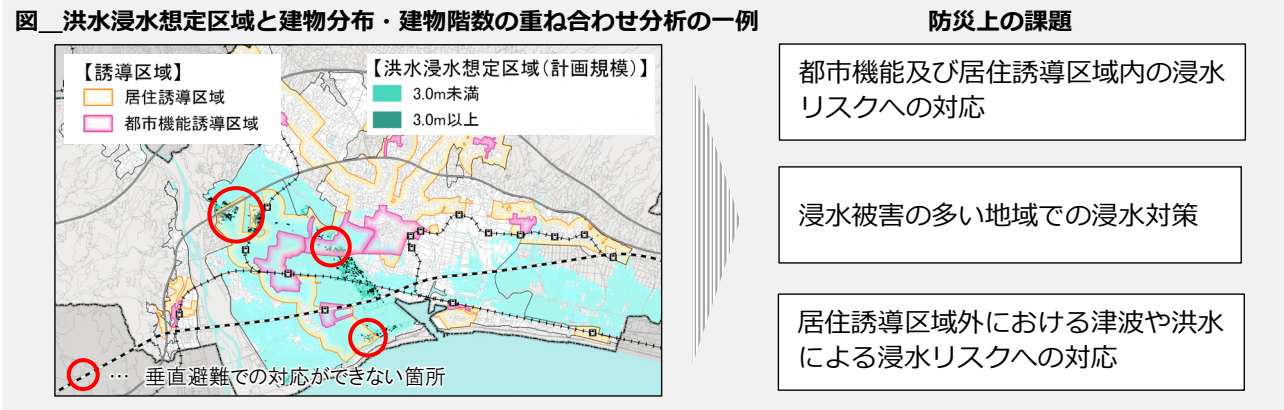 図__洪水浸水想定区域と建物分布・建物階数の重ね合わせ分析の一例
【誘導区域】
居住誘導区域
都市機能誘導区域
【洪水浸水想定区域(計画規模)】
3.0m未満
3.0m以上
… 垂直避難での対応ができない箇所
防災上の課題
都市機能及び居住誘導区域内の浸水
リスクへの対応
浸水被害の多い地域での浸水対策
居住誘導区域外における津波や洪水
による浸水リスクへの対応